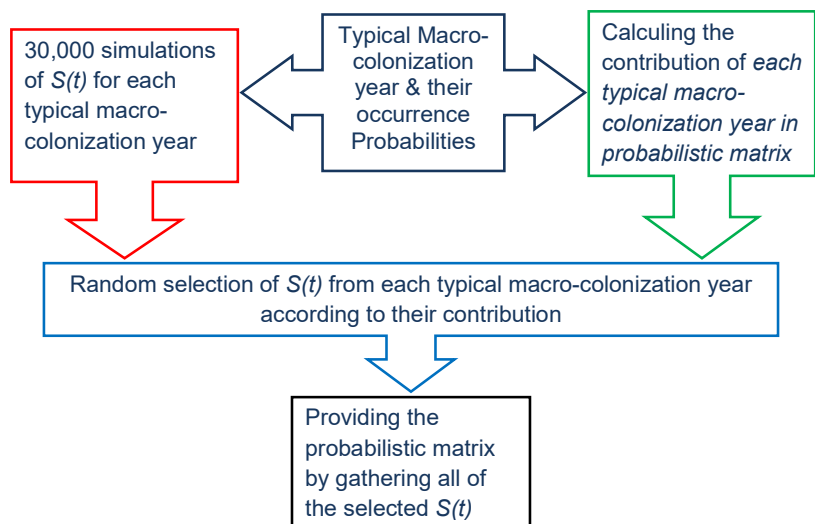 30,000 simulations
of S(t) for each
typical macro-
colonization year
Typical Macro-
colonization
year & their
occurrence
Probabilities
Calculing the
contribution of each
typical macro-
colonization year in
probabilistic matrix
Random selection of S(t) from each typical macro-colonization year
according to their contribution
Providing the
probabilistic matrix
by gathering all of
the selected S(t)